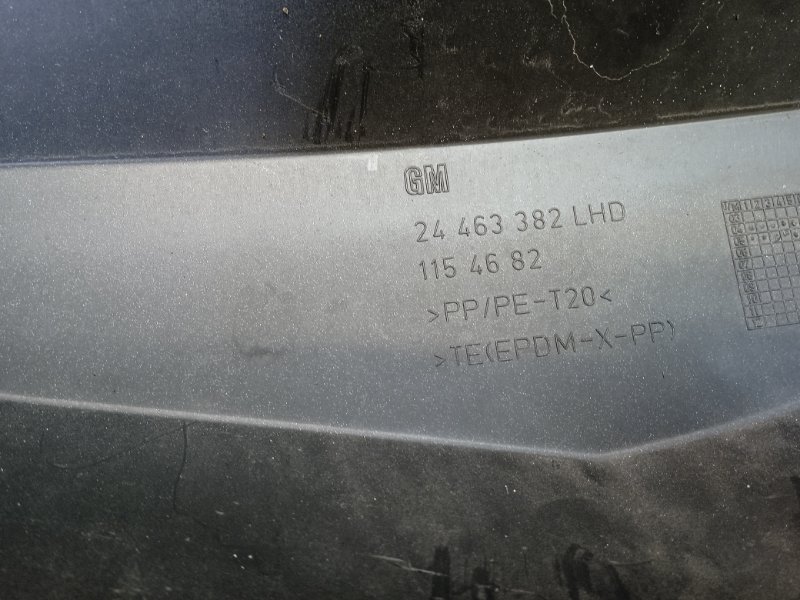 GM
24 463 382 LHD
115 46 82
>PP/PE-T20<
>TE(EPDM-X-PP)